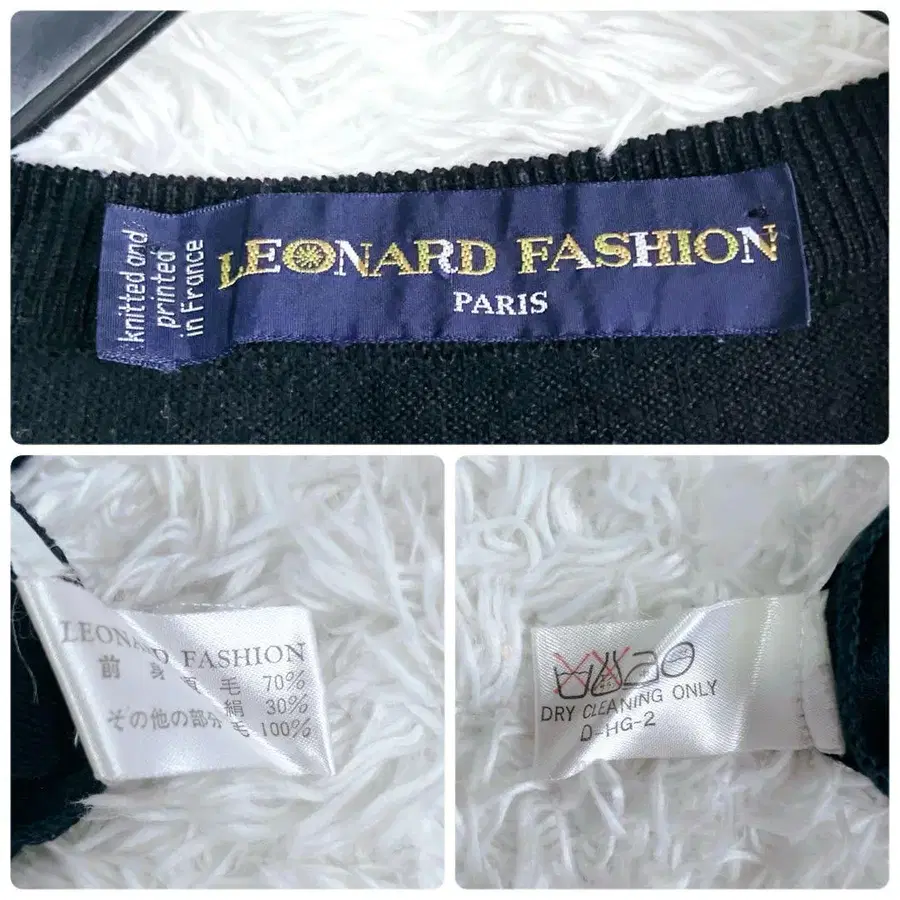 knitted and
printed
in France
LEONARD FASHION
PARIS
LEONARD FASHION
前 身 毛 70%
絹 30%
その他の部分 毛 100%
DRY CLEANING ONLY
D-HG-2